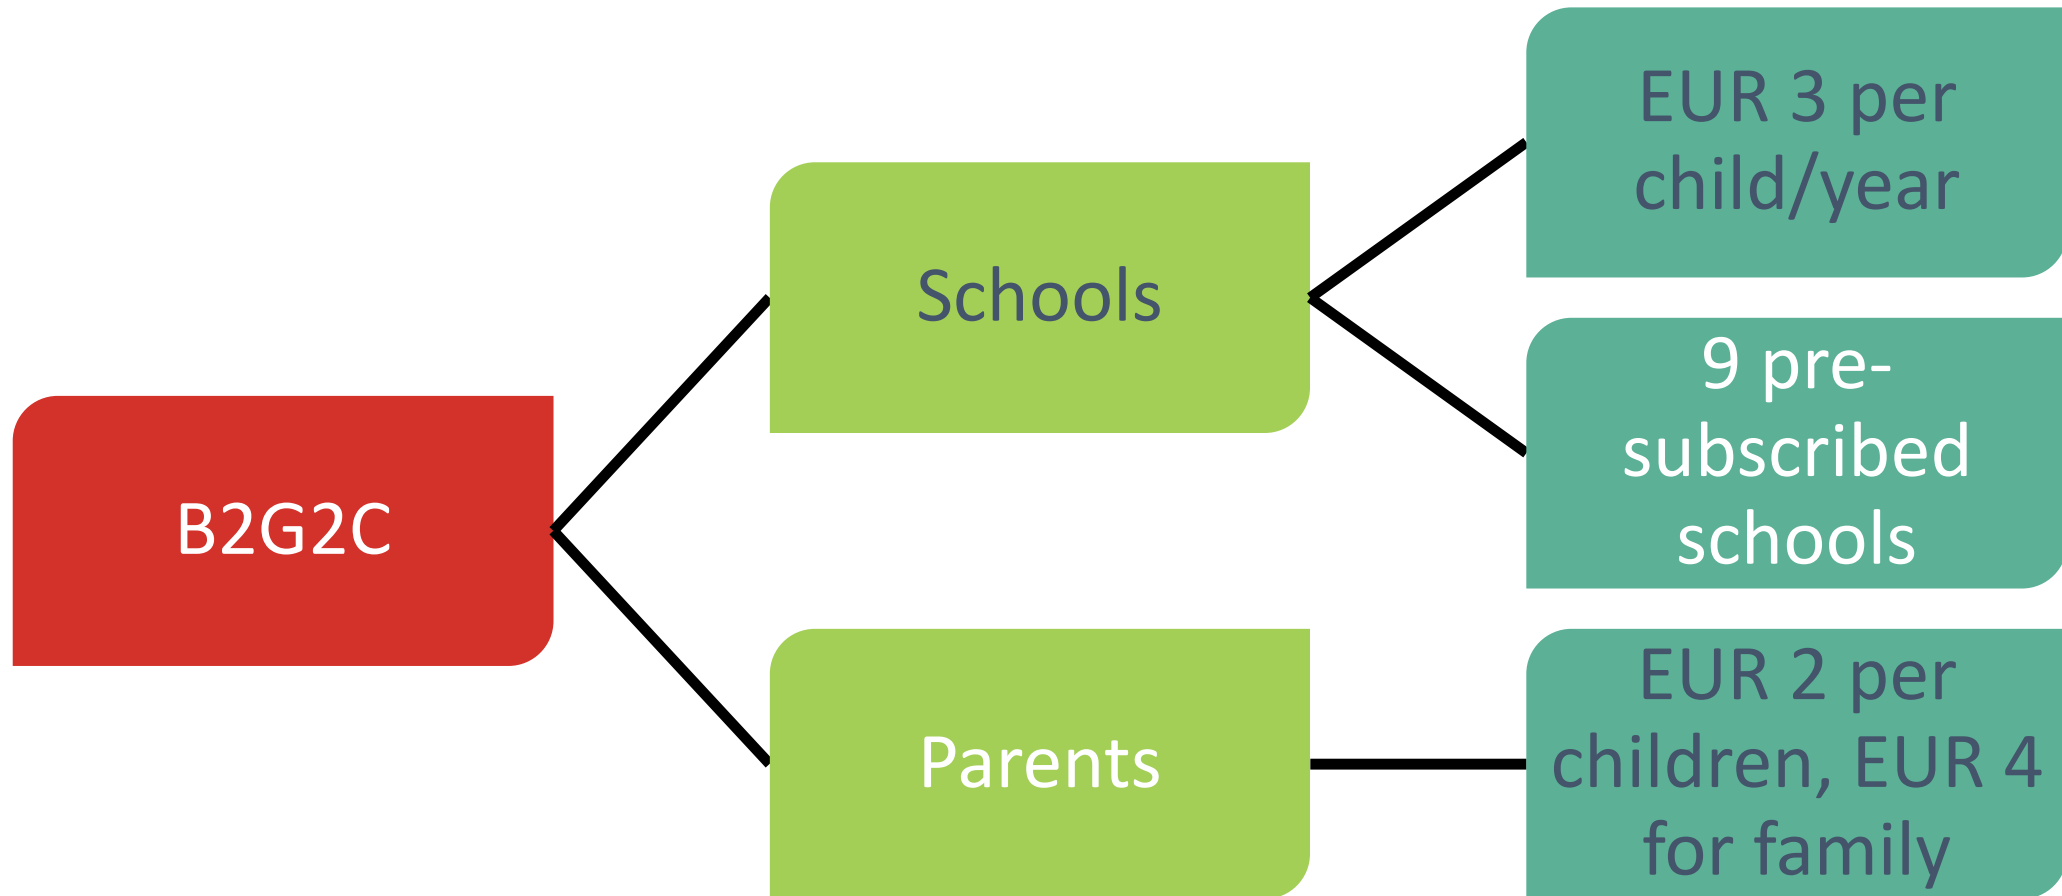 B2G2C
Schools
EUR 3 per
child/year
9 pre-
subscribed
schools
Parents
EUR 2 per
children, EUR 4
for family